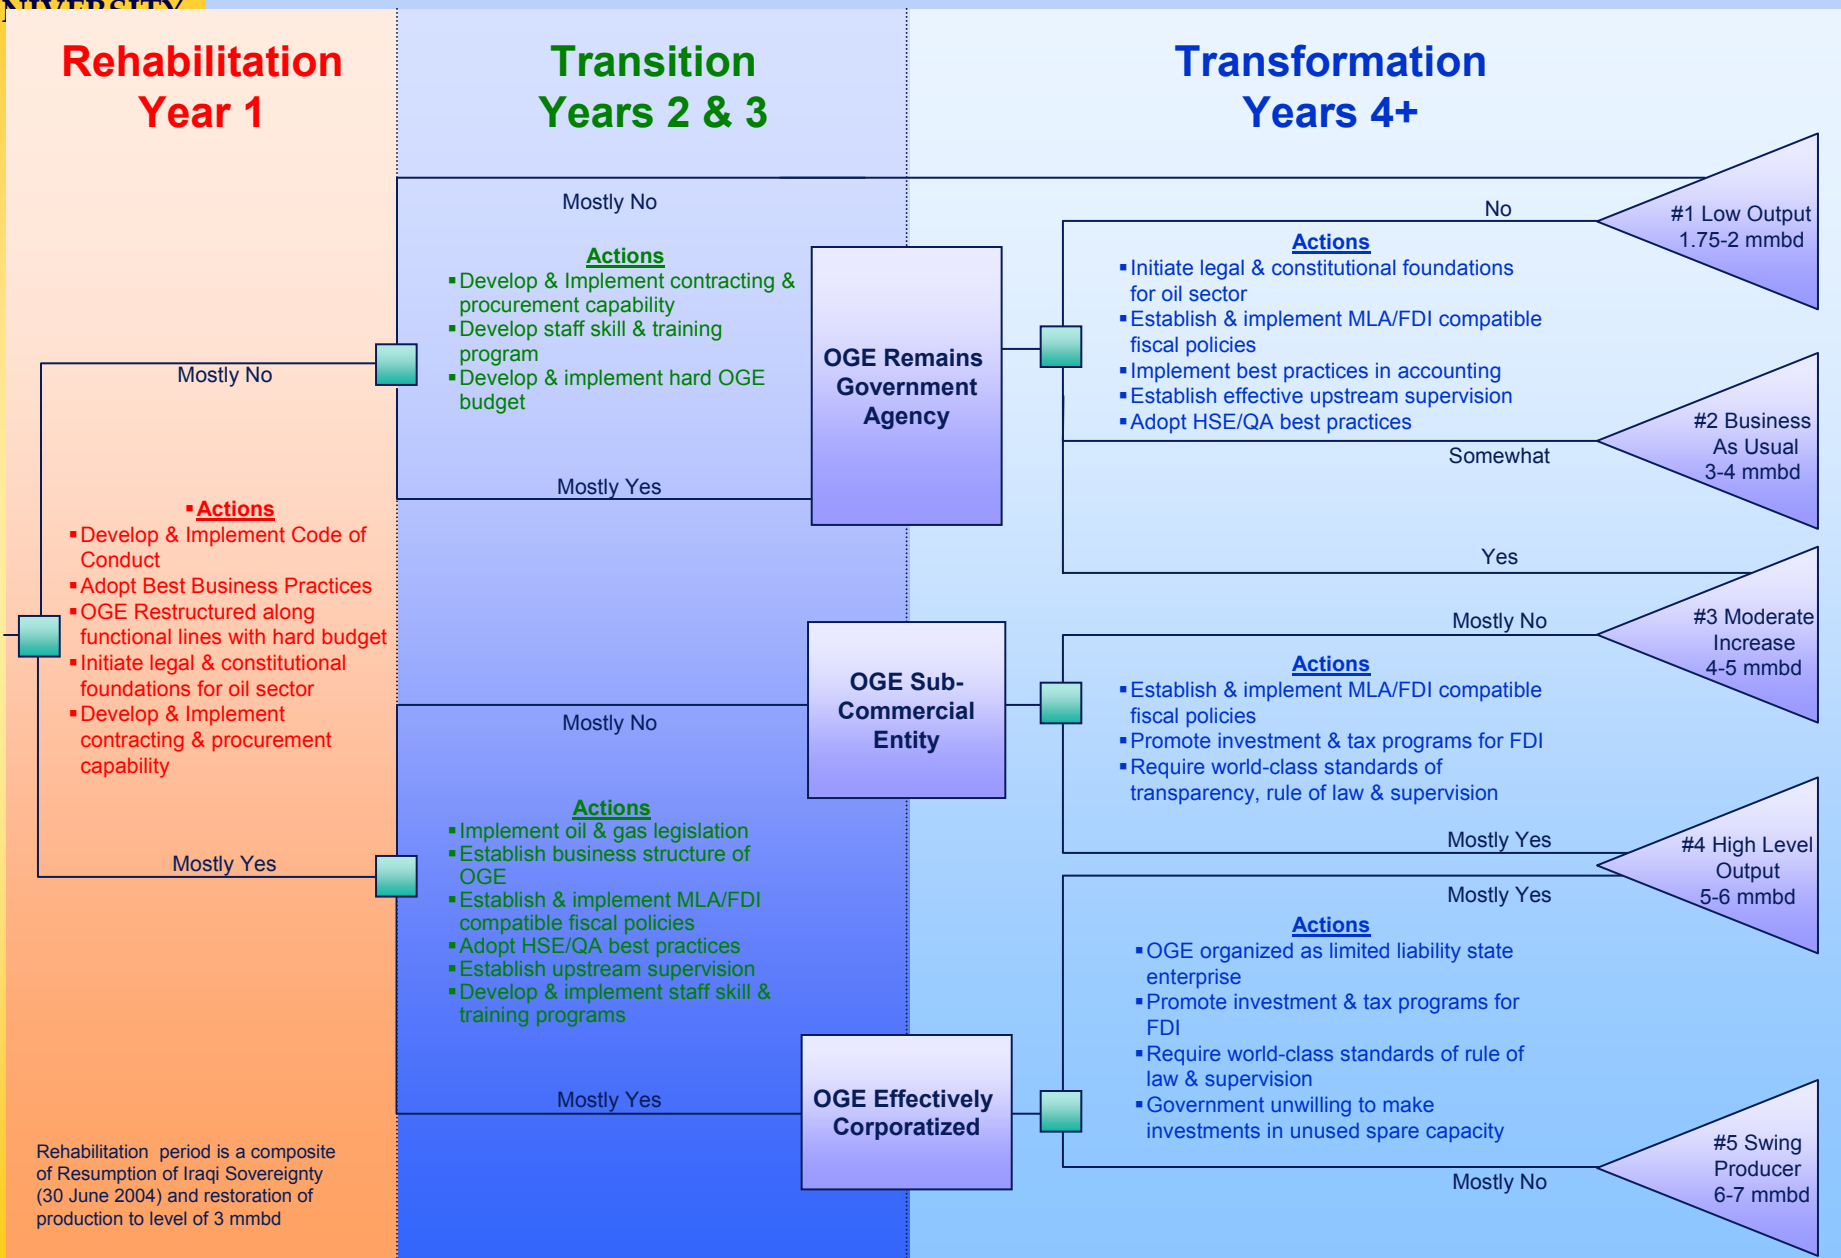 NIVERSITY
Rehabilitation
Year 1
Transition
Years 2 & 3
Transformation
Years 4+
Mostly No
▪Actions
▪Develop & Implement Code of
Conduct
▪Adopt Best Business Practices
▪OGE Restructured along
functional lines with hard budget
▪Initiate legal & constitutional
foundations for oil sector
▪Develop & Implement
contracting & procurement
capability
Mostly Yes
Rehabilitation period is a composite
of Resumption of Iraqi Sovereignty
(30 June 2004) and restoration of
production to level of 3 mmbd
Mostly No
Actions
▪Develop & Implement contracting &
procurement capability
▪Develop staff skill & training
program
▪Develop & implement hard OGE
budget
Mostly Yes
Mostly No
Actions
▪Implement oil & gas legislation
▪Establish business structure of
OGE
▪Establish & implement MLA/FDI
compatible fiscal policies
▪Adopt HSE/QA best practices
▪Establish upstream supervision
▪Develop & implement staff skill &
training programs
Mostly Yes
OGE Remains
Government
Agency
OGE Sub-
Commercial
Entity
OGE Effectively
Corporatized
No
Actions
▪Initiate legal & constitutional foundations
for oil sector
▪Establish & implement MLA/FDI compatible
fiscal policies
▪Implement best practices in accounting
▪Establish effective upstream supervision
▪Adopt HSE/QA best practices
Somewhat
Yes
Mostly No
Actions
▪Establish & implement MLA/FDI compatible
fiscal policies
▪Promote investment & tax programs for FDI
▪Require world-class standards of
transparency, rule of law & supervision
Mostly Yes
Mostly Yes
Actions
▪OGE organized as limited liability state
enterprise
▪Promote investment & tax programs for
FDI
▪Require world-class standards of rule of
law & supervision
▪Government unwilling to make
investments in unused spare capacity
Mostly No
#1 Low Output
1.75-2 mmbd
#2 Business
As Usual
3-4 mmbd
#3 Moderate
Increase
4-5 mmbd
#4 High Level
Output
5-6 mmbd
#5 Swing
Producer
6-7 mmbd